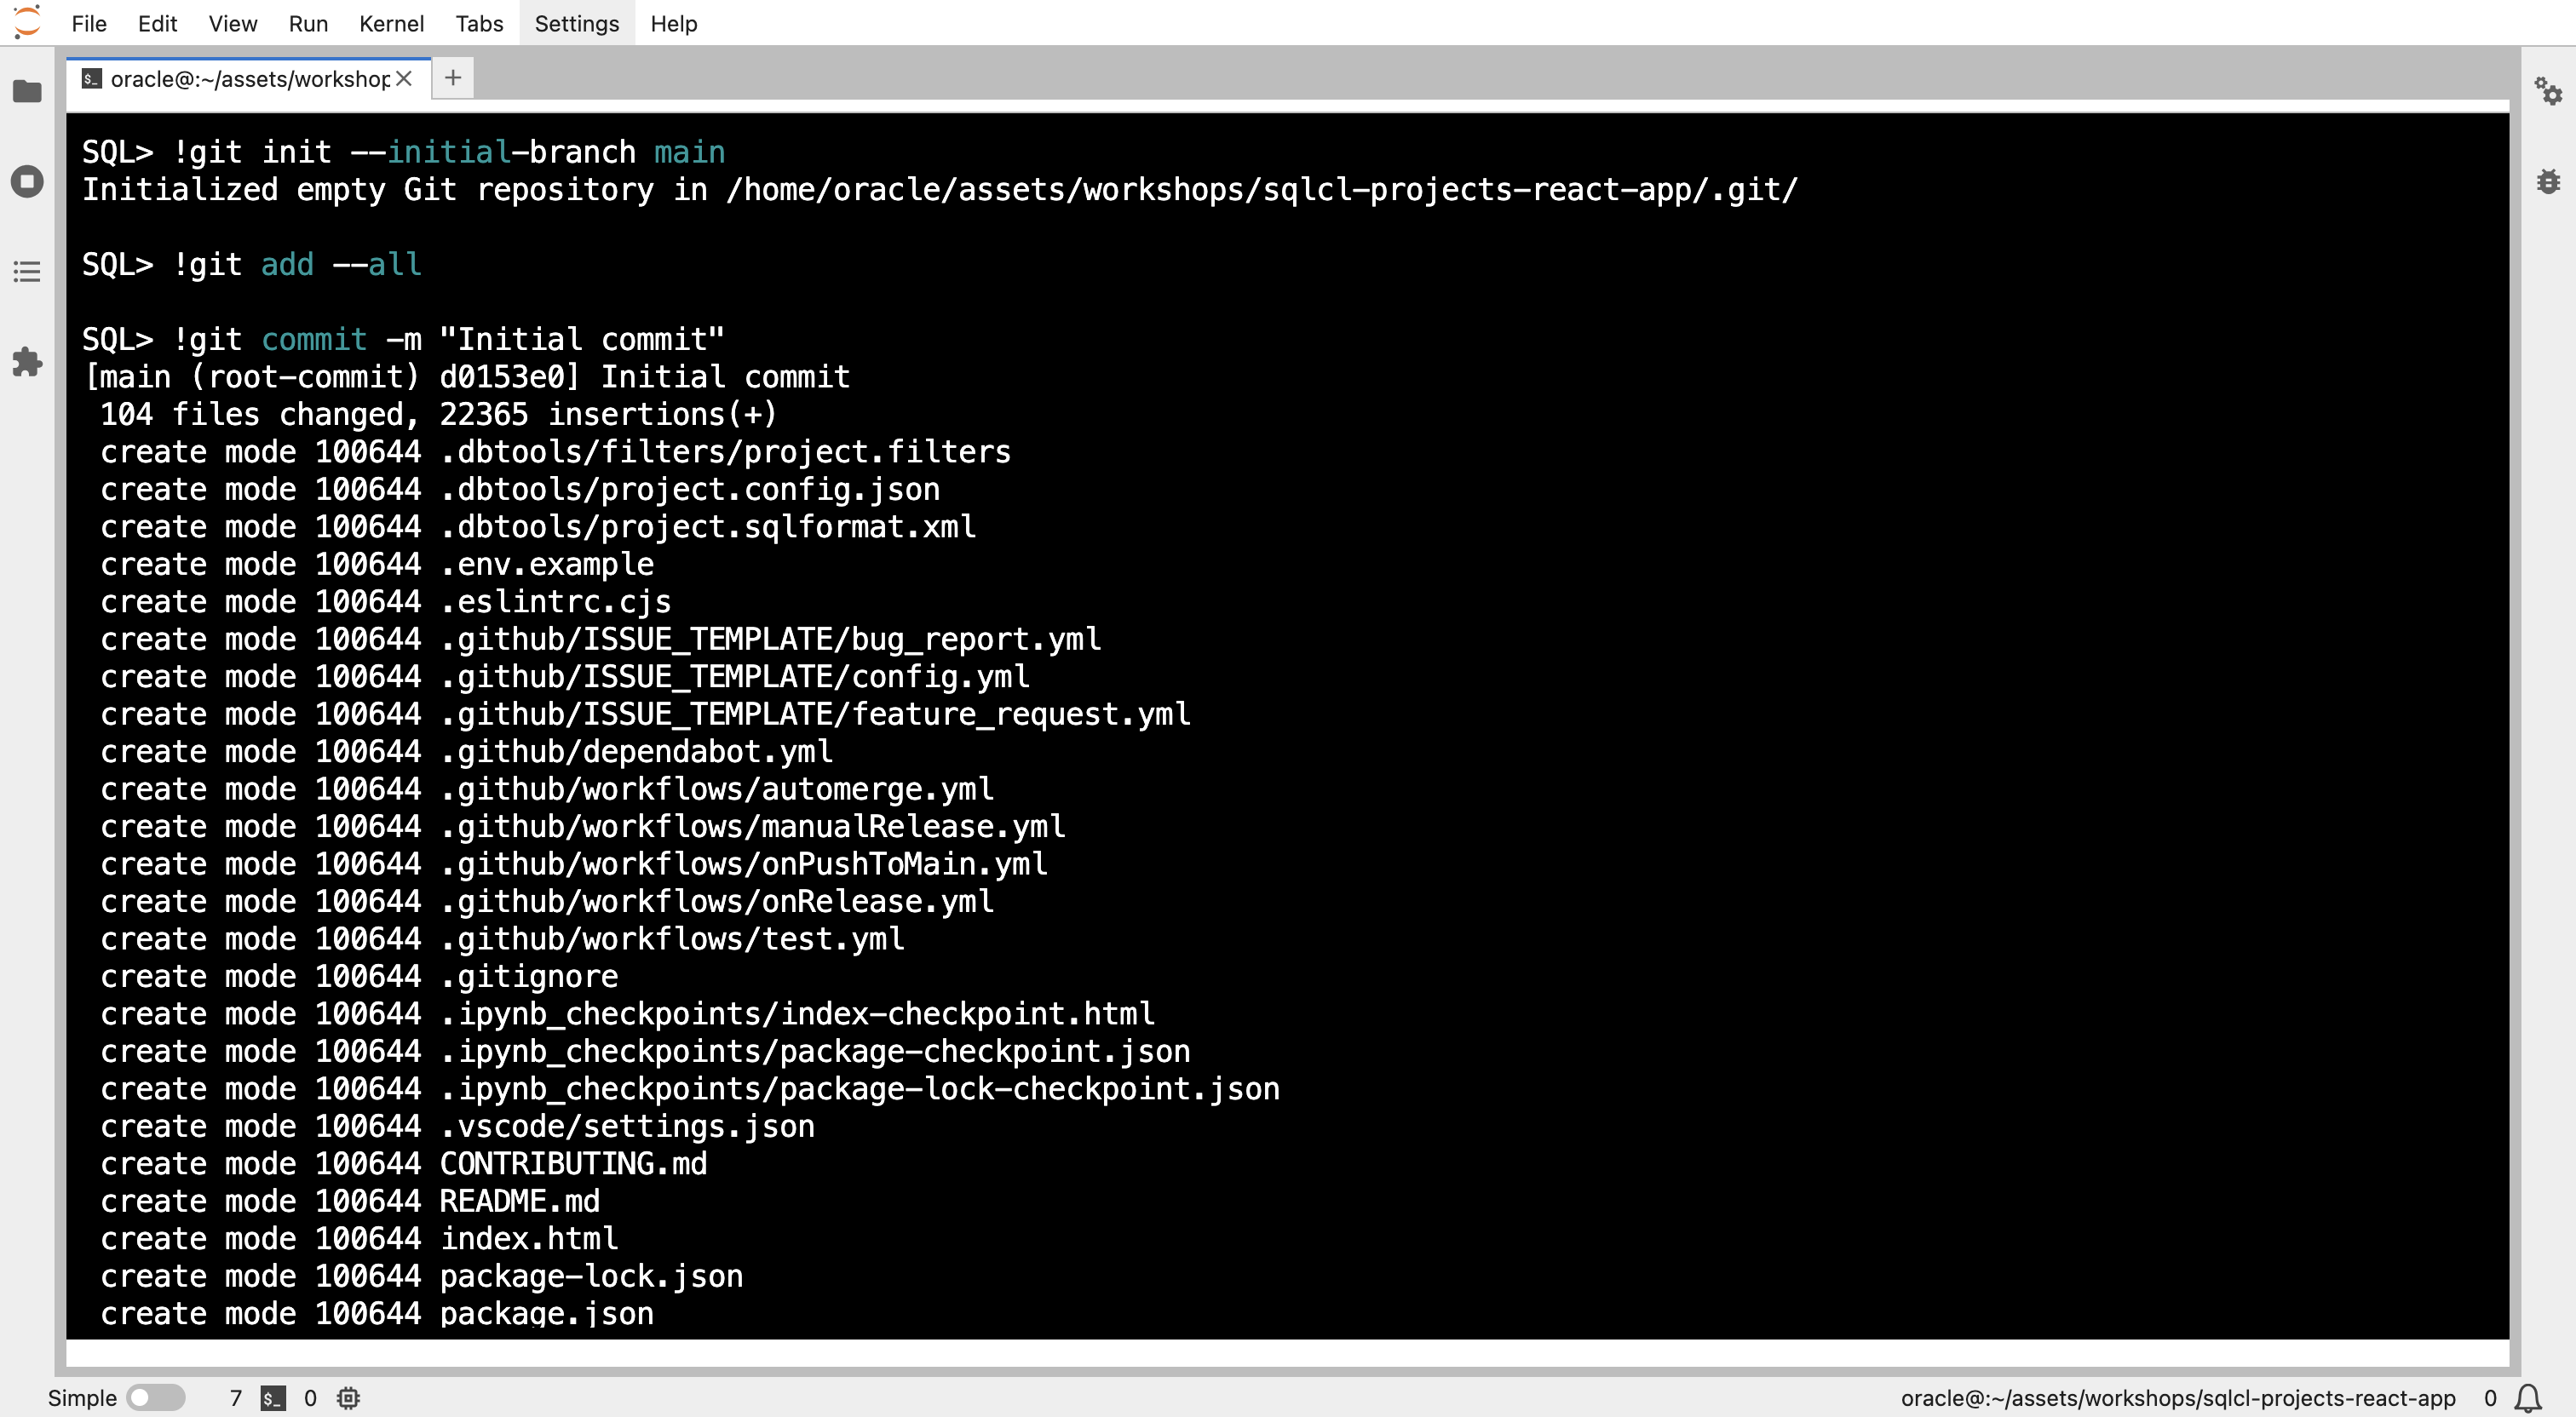 File Edit View Run Kernel Tabs Settings Help
oracle@:~/assets/workshop
SQL> !git init --initial-branch main
Initialized empty Git repository in /home/oracle/assets/workshops/sqlcl-projects-react-app/.git/
SQL> !git add --all
SQL> !git commit -m "Initial commit"
[main (root-commit) d0153e0] Initial commit
104 files changed, 22365 insertions(+)
create mode 100644 .dbtools/filters/project.filters
create mode 100644 .dbtools/project.config.json
create mode 100644 .dbtools/project.sqlformat.xml
create mode 100644 .env.example
create mode 100644 .eslintrc.cjs
create mode 100644 .github/ISSUE_TEMPLATE/bug_report.yml
create mode 100644 .github/ISSUE_TEMPLATE/config.yml
create mode 100644 .github/ISSUE_TEMPLATE/feature_request.yml
create mode 100644 .github/dependabot.yml
create mode 100644 .github/workflows/automerge.yml
create mode 100644 .github/workflows/manualRelease.yml
create mode 100644 .github/workflows/onPushToMain.yml
create mode 100644 .github/workflows/onRelease.yml
create mode 100644 .github/workflows/test.yml
create mode 100644 .gitignore
create mode 100644 .ipynb_checkpoints/index-checkpoint.html
create mode 100644 .ipynb_checkpoints/package-checkpoint.json
create mode 100644 .ipynb_checkpoints/package-lock-checkpoint.json
create mode 100644 .vscode/settings.json
create mode 100644 CONTRIBUTING.md
create mode 100644 README.md
create mode 100644 index.html
create mode 100644 package-lock.json
create mode 100644 package.json
Simple 7 $_ 0 oracle@:~/assets/workshops/sqlcl-projects-react-app 0